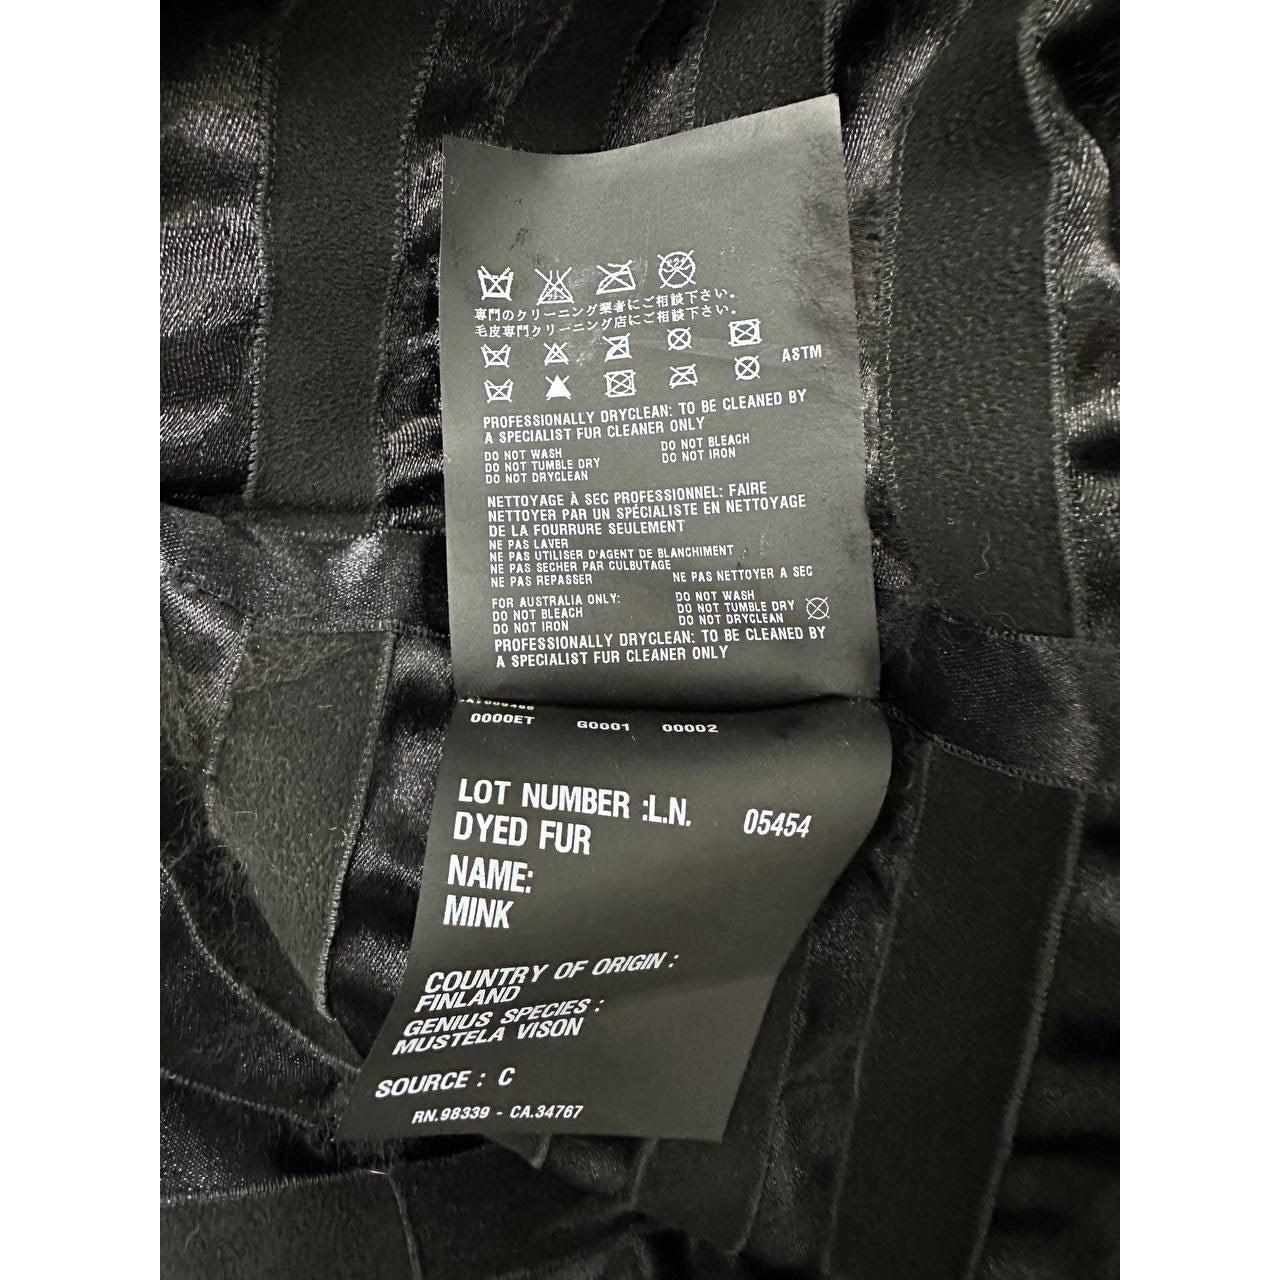 専門のクリーニング業者にご相談下さい。
毛皮専門クリーニング店にご相談下さい。
ASTM
PROFESSIONALLY DRYCLEAN: TO BE CLEANED BY
A SPECIALIST FUR CLEANER ONLY
DO NOT WASH DO NOT BLEACH
DO NOT TUMBLE DRY DO NOT IRON
DO NOT DRYCLEAN
NETTOYAGE À SEC PROFESSIONNEL: FAIRE
NETTOYER PAR UN SPÉCIALISTE EN NETTOYAGE
DE LA FOURRURE SEULEMENT
NE PAS LAVER
NE PAS UTILISER D'AGENT DE BLANCHIMENT
NE PAS SECHER PAR CULBUTAGE
NE PAS REPASSER NE PAS NETTOYER A SEC
FOR AUSTRALIA ONLY: DO NOT WASH
DO NOT BLEACH DO NOT TUMBLE DRY
DO NOT IRON DO NOT DRYCLEAN
PROFESSIONALLY DRYCLEAN: TO BE CLEANED BY
A SPECIALIST FUR CLEANER ONLY
0000ET G0001 00002
LOT NUMBER :L.N. 05454
DYED FUR
NAME:
MINK
COUNTRY OF ORIGIN :
FINLAND
GENIUS SPECIES :
MUSTELA VISON
SOURCE : C
RN.98339 - CA.34767